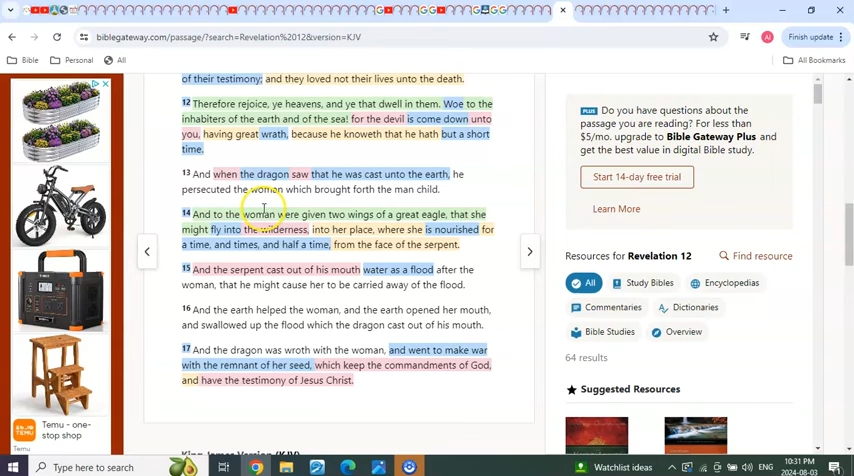 Finish update
biblegateway.com/passage/?search=Revelation%2012&version=KJV
Bible
Personal
All
All Bookmarks
of their testimony; and they loved not their lives unto the death.
12 Therefore rejoice, ye heavens, and ye that dwell in them. Woe to the
inhabiters of the earth and of the sea! for the devil is come down unto
you, having great wrath, because he knoweth that he hath but a short
time.
13 And when the dragon saw that he was cast unto the earth, he
persecuted the woman which brought forth the man child.
14 And to the woman were given two wings of a great eagle, that she
might fly into the wilderness, into her place, where she is nourished for
a time, and times, and half a time, from the face of the serpent.
15 And the serpent cast out of his mouth water as a flood after the
woman, that he might cause her to be carried away of the flood.
16 And the earth helped the woman, and the earth opened her mouth,
and swallowed up the flood which the dragon cast out of his mouth.
17 And the dragon was wroth with the woman, and went to make war
with the remnant of her seed, which keep the commandments of God,
and have the testimony of Jesus Christ.
PLUS Do you have questions about the
passage you are reading? For less than
$5/mo. upgrade to Bible Gateway Plus and
get the best value in digital Bible study.
Start 14-day free trial
Learn More
Resources for Revelation 12
Find resource
All
Study Bibles
Encyclopedias
Commentaries
Dictionaries
Bible Studies
Overview
64 results
Suggested Resources
Temu - one-
stop shop
Temu
Type here to search
Watchlist ideas
ENG
10:31 PM
2024-08-03